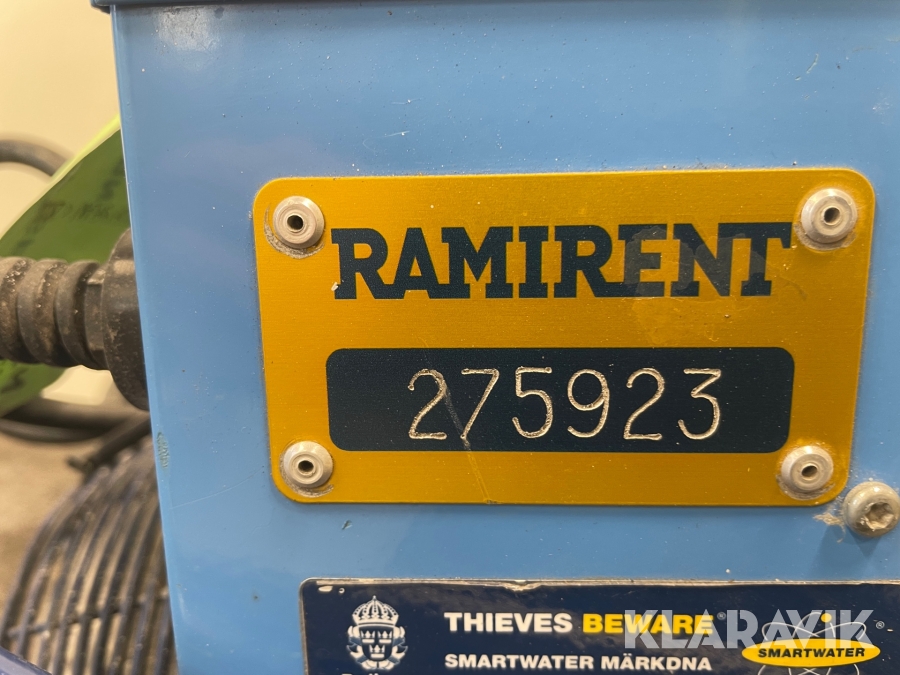 RAMIRENT
275923
THIEVES BEWARE®
SMARTWATER MÄRKDNA
SMARTWATER
KLARAVIK